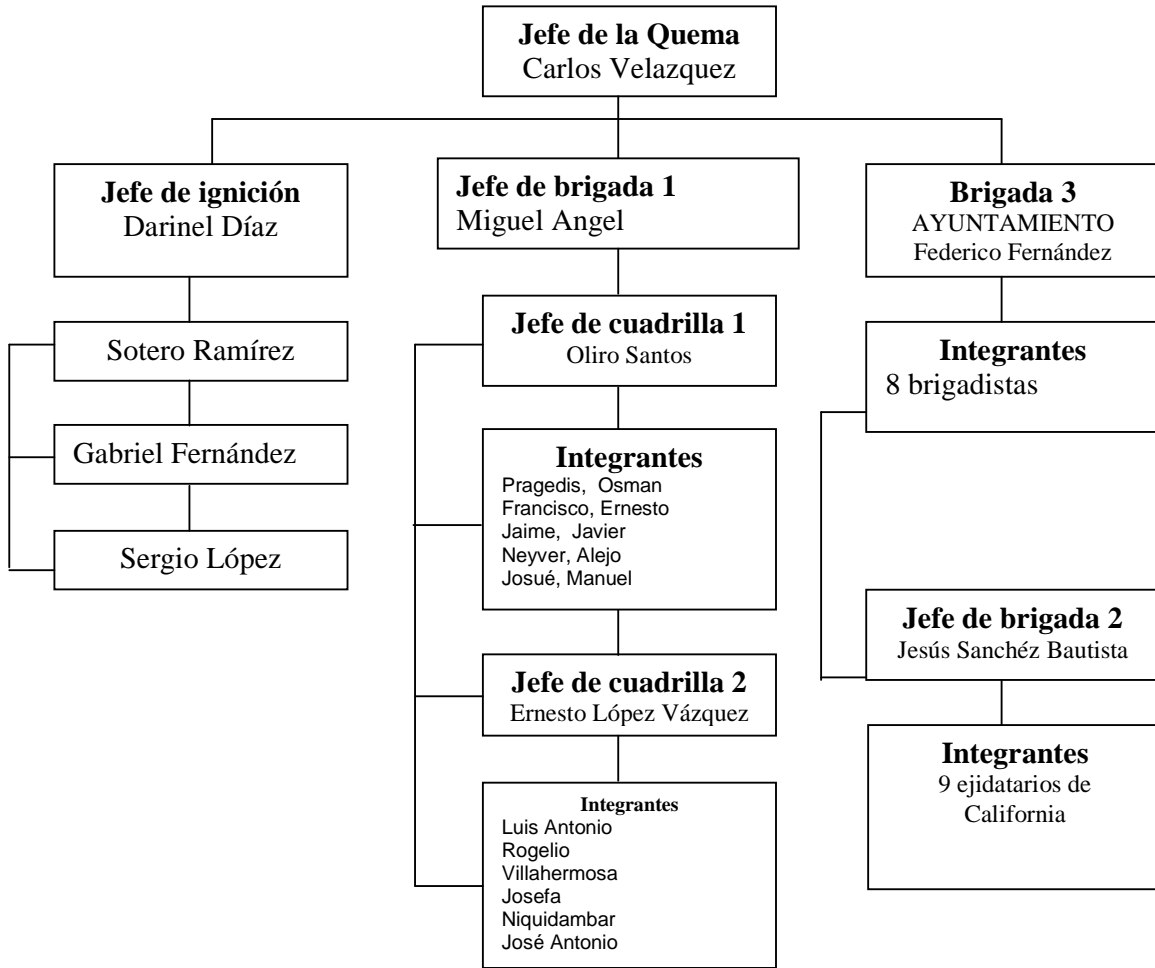 Jefe de la Quema
Carlos Velazquez
Jefe de ignición
Darinel Díaz
Sotero Ramírez
Gabriel Fernández
Sergio López
Jefe de brigada 1
Miguel Angel
Jefe de cuadrilla 1
Oliro Santos
Integrantes
Pragedis, Osman
Francisco, Ernesto
Jaime, Javier
Neyver, Alejo
Josué, Manuel
Jefe de cuadrilla 2
Ernesto López Vázquez
Integrantes
Luis Antonio
Rogelio
Villahermosa
Josefa
Niquidambar
José Antonio
Brigada 3
AYUNTAMIENTO
Federico Fernández
Integrantes
8 brigadistas
Jefe de brigada 2
Jesús Sanchéz Bautista
Integrantes
9 ejidatarios de
California